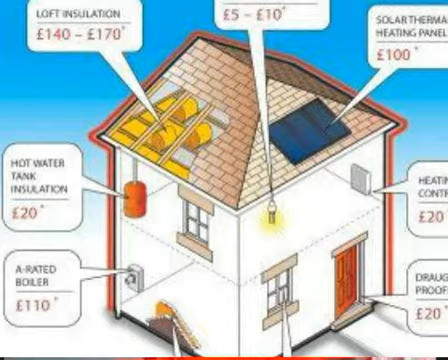 LOFT INSULATION
£140 – £170*
£5 – £10*
SOLAR THERMA
HEATING PANEL
£100*
HOT WATER
TANK
INSULATION
£20*
HEATIN
CONTR
£20
A-RATED
BOILER
£110*
DRAUG
PROOF
£20*